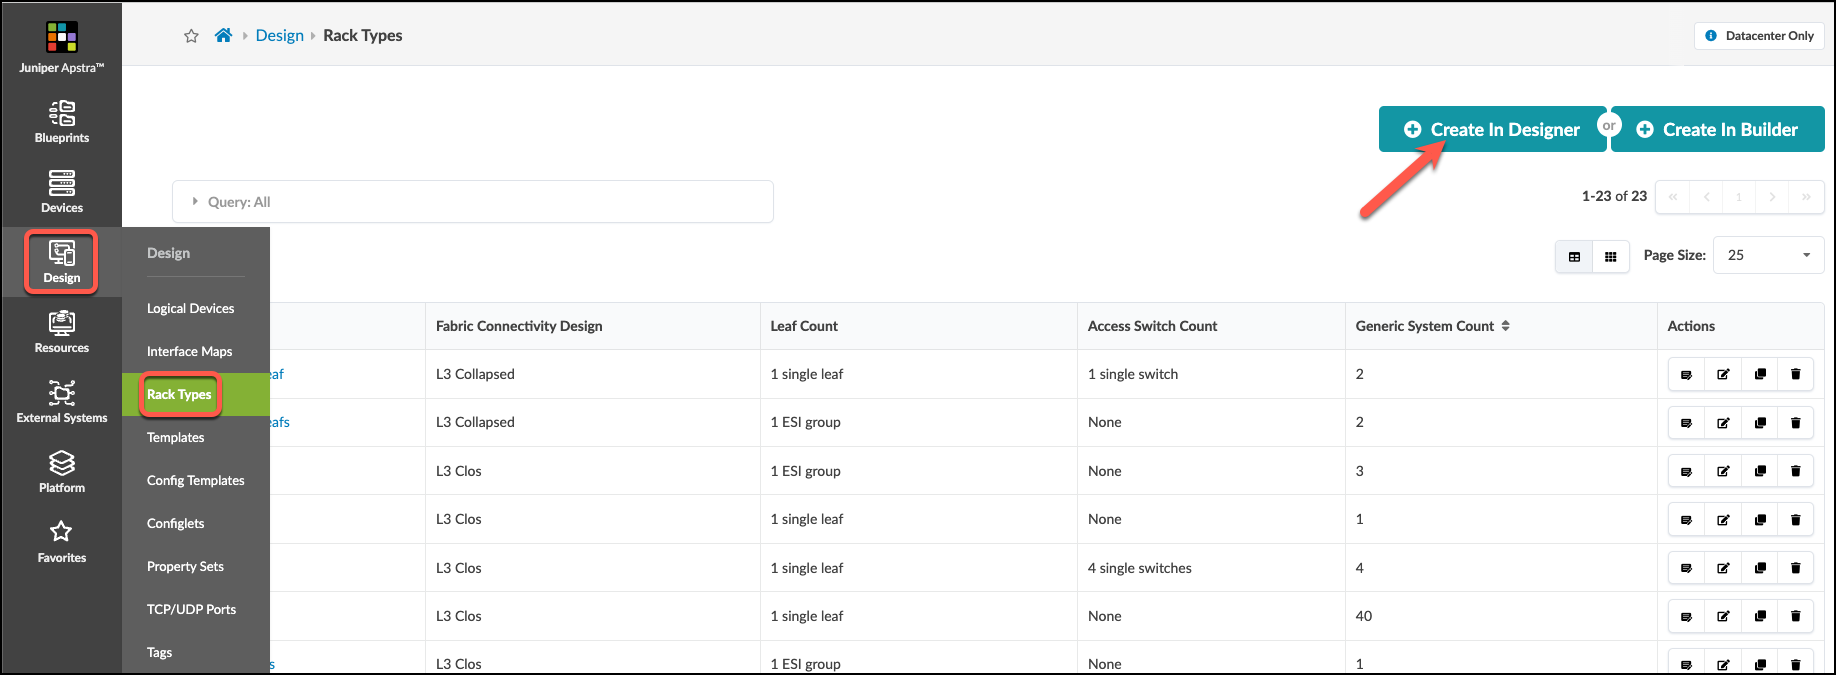 Juniper Apstra™
Blueprints
Devices
Design
Resources
External Systems
Platform
Favorites
Design
Rack Types
Datacenter Only
Create In Designer
or
Create In Builder
Query: All
1-23 of 23
«
<
1
>
»
Page Size:
25
Design
Logical Devices
Interface Maps
Rack Types
Templates
Config Templates
Configlets
Property Sets
TCP/UDP Ports
Tags
Fabric Connectivity Design Leaf Count Access Switch Count Generic System Count Actions
eaf L3 Collapsed 1 single leaf 1 single switch 2
eafs L3 Collapsed 1 ESI group None 2
L3 Clos 1 ESI group None 3
L3 Clos 1 single leaf None 1
L3 Clos 1 single leaf 4 single switches 4
L3 Clos 1 single leaf None 40
s L3 Clos 1 ESI group None 1